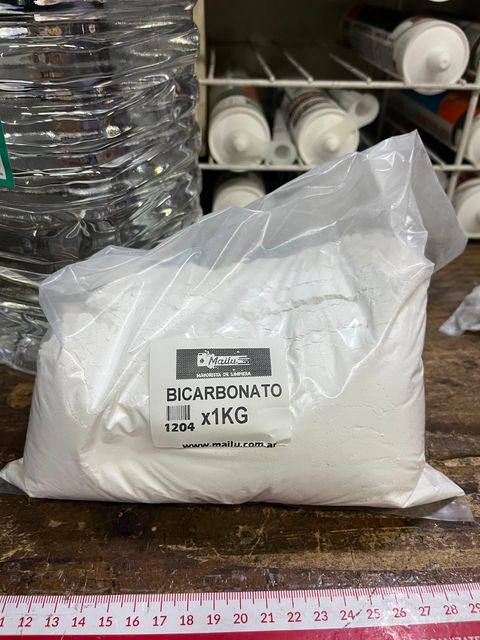 Mailu
MAYORISTA DE LIMPIEZA
BICARBONATO
1204 x1KG
www.mailu.com.ar
12 13 14 15 16 17 18 19 20 21 22 23 24 25 26 27 28 29